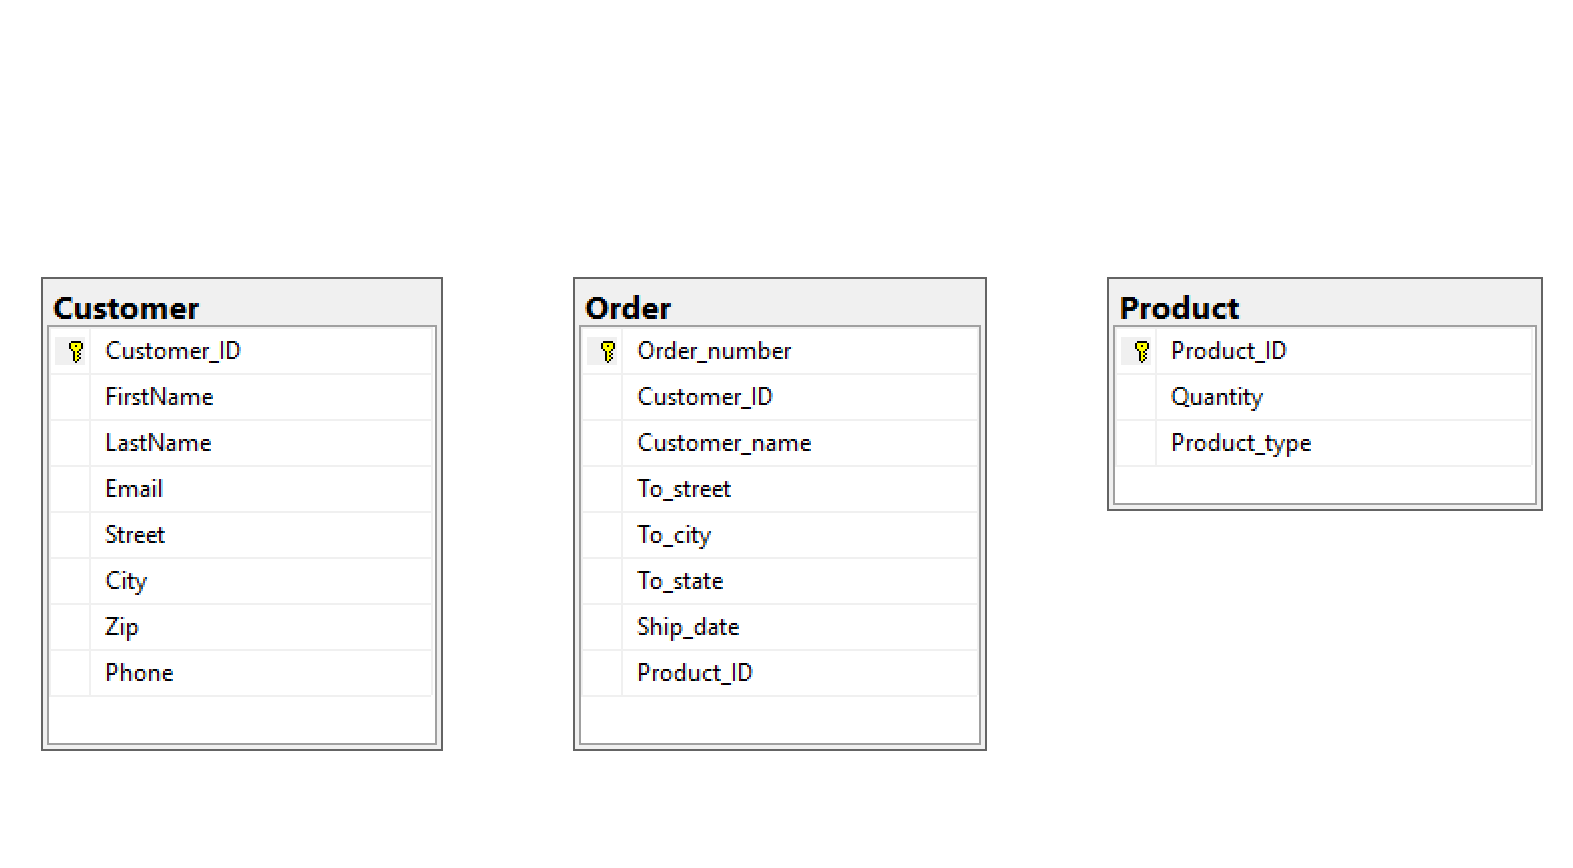 Customer
Customer_ID
FirstName
LastName
Email
Street
City
Zip
Phone
Order
Order_number
Customer_ID
Customer_name
To_street
To_city
To_state
Ship_date
Product_ID
Product
Product_ID
Quantity
Product_type